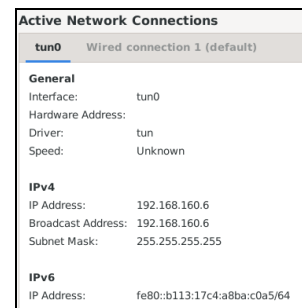 Active Network Connections
tun0 Wired connection 1 (default)
General
Interface: tun0
Hardware Address:
Driver: tun
Speed: Unknown
IPv4
IP Address: 192.168.160.6
Broadcast Address: 192.168.160.6
Subnet Mask: 255.255.255.255
IPv6
IP Address: fe80::b113:17c4:a8ba:c0a5/64